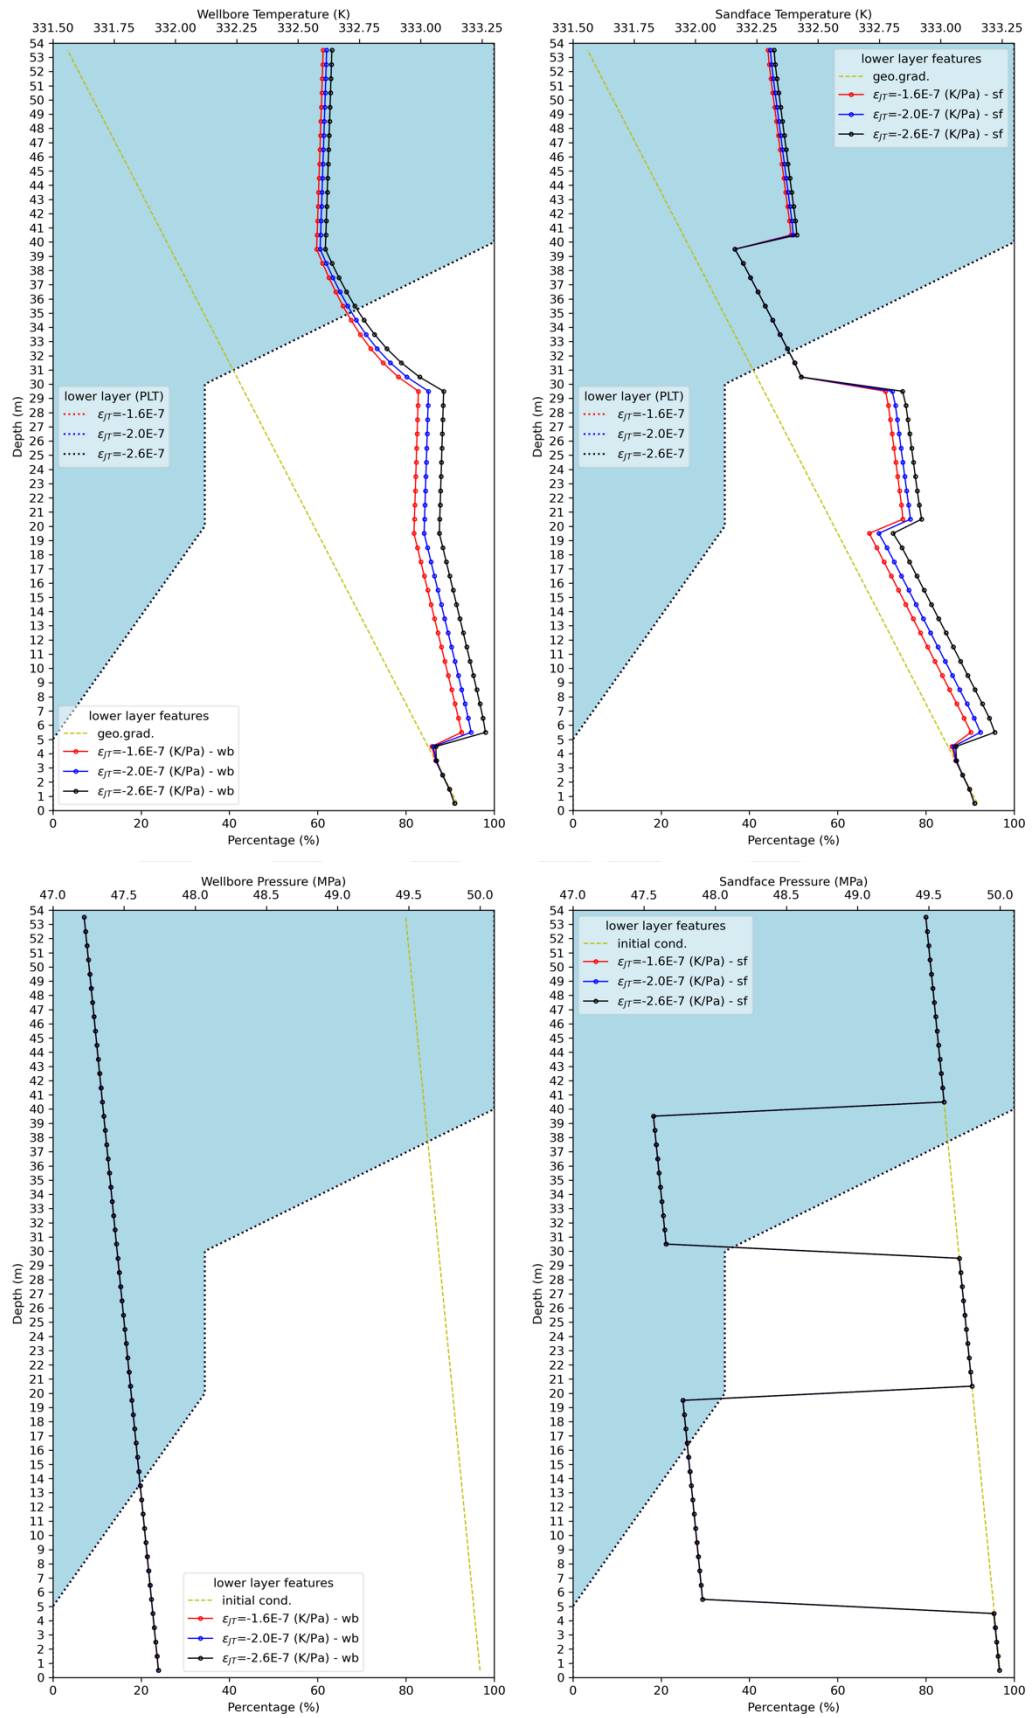 Wellbore Temperature (K)
331.50 331.75 332.00 332.25 332.50 332.75 333.00 333.25
54 53 52 51 50 49 48 47 46 45 44 43 42 41 40 39 38 37 36 35 34 33 32 31 30 29 28 27 26 25 24 23 22 21 20 19 18 17 16 15 14 13 12 11 10 9 8 7 6 5 4 3 2 1 0
Depth (m)
lower layer (PLT)
ε_JT=-1.6E-7
ε_JT=-2.0E-7
ε_JT=-2.6E-7
lower layer features
geo.grad.
ε_JT=-1.6E-7 (K/Pa) - wb
ε_JT=-2.0E-7 (K/Pa) - wb
ε_JT=-2.6E-7 (K/Pa) - wb
0 20 40 60 80 100
Percentage (%)
Sandface Temperature (K)
331.50 331.75 332.00 332.25 332.50 332.75 333.00 333.25
54 53 52 51 50 49 48 47 46 45 44 43 42 41 40 39 38 37 36 35 34 33 32 31 30 29 28 27 26 25 24 23 22 21 20 19 18 17 16 15 14 13 12 11 10 9 8 7 6 5 4 3 2 1 0
Depth (m)
lower layer features
geo.grad.
ε_JT=-1.6E-7 (K/Pa) - sf
ε_JT=-2.0E-7 (K/Pa) - sf
ε_JT=-2.6E-7 (K/Pa) - sf
lower layer (PLT)
ε_JT=-1.6E-7
ε_JT=-2.0E-7
ε_JT=-2.6E-7
0 20 40 60 80 100
Percentage (%)
Wellbore Pressure (MPa)
47.0 47.5 48.0 48.5 49.0 49.5 50.0
54 53 52 51 50 49 48 47 46 45 44 43 42 41 40 39 38 37 36 35 34 33 32 31 30 29 28 27 26 25 24 23 22 21 20 19 18 17 16 15 14 13 12 11 10 9 8 7 6 5 4 3 2 1 0
Depth (m)
lower layer features
initial cond.
ε_JT=-1.6E-7 (K/Pa) - wb
ε_JT=-2.0E-7 (K/Pa) - wb
ε_JT=-2.6E-7 (K/Pa) - wb
0 20 40 60 80 100
Percentage (%)
Sandface Pressure (MPa)
47.0 47.5 48.0 48.5 49.0 49.5 50.0
54 53 52 51 50 49 48 47 46 45 44 43 42 41 40 39 38 37 36 35 34 33 32 31 30 29 28 27 26 25 24 23 22 21 20 19 18 17 16 15 14 13 12 11 10 9 8 7 6 5 4 3 2 1 0
Depth (m)
lower layer features
initial cond.
ε_JT=-1.6E-7 (K/Pa) - sf
ε_JT=-2.0E-7 (K/Pa) - sf
ε_JT=-2.6E-7 (K/Pa) - sf
0 20 40 60 80 100
Percentage (%)